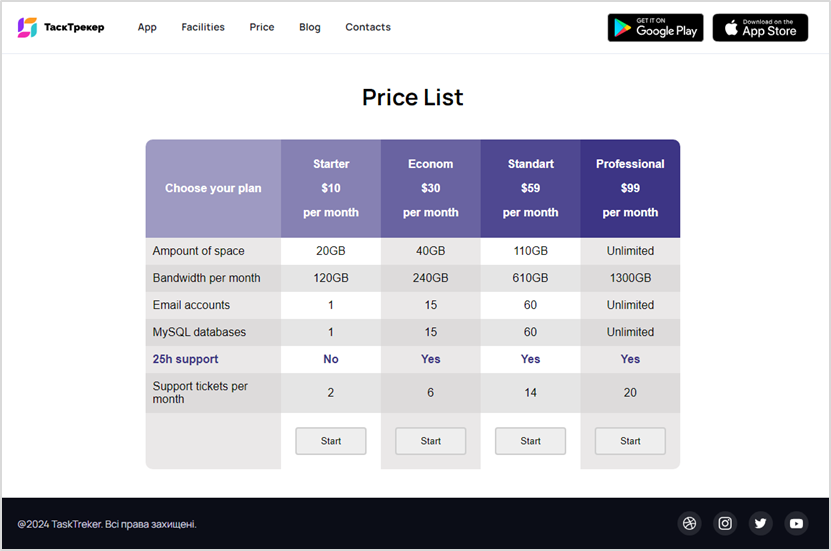 ТаскТрекер App Facilities Price Blog Contacts GET IT ON Google Play Download on the App Store
Price List
Choose your plan Starter $10 per month Econom $30 per month Standart $59 per month Professional $99 per month
Ampount of space 20GB 40GB 110GB Unlimited
Bandwidth per month 120GB 240GB 610GB 1300GB
Email accounts 1 15 60 Unlimited
MySQL databases 1 15 60 Unlimited
25h support No Yes Yes Yes
Support tickets per month 2 6 14 20
Start Start Start Start
@2024 TaskTreker. Всі права захищені.